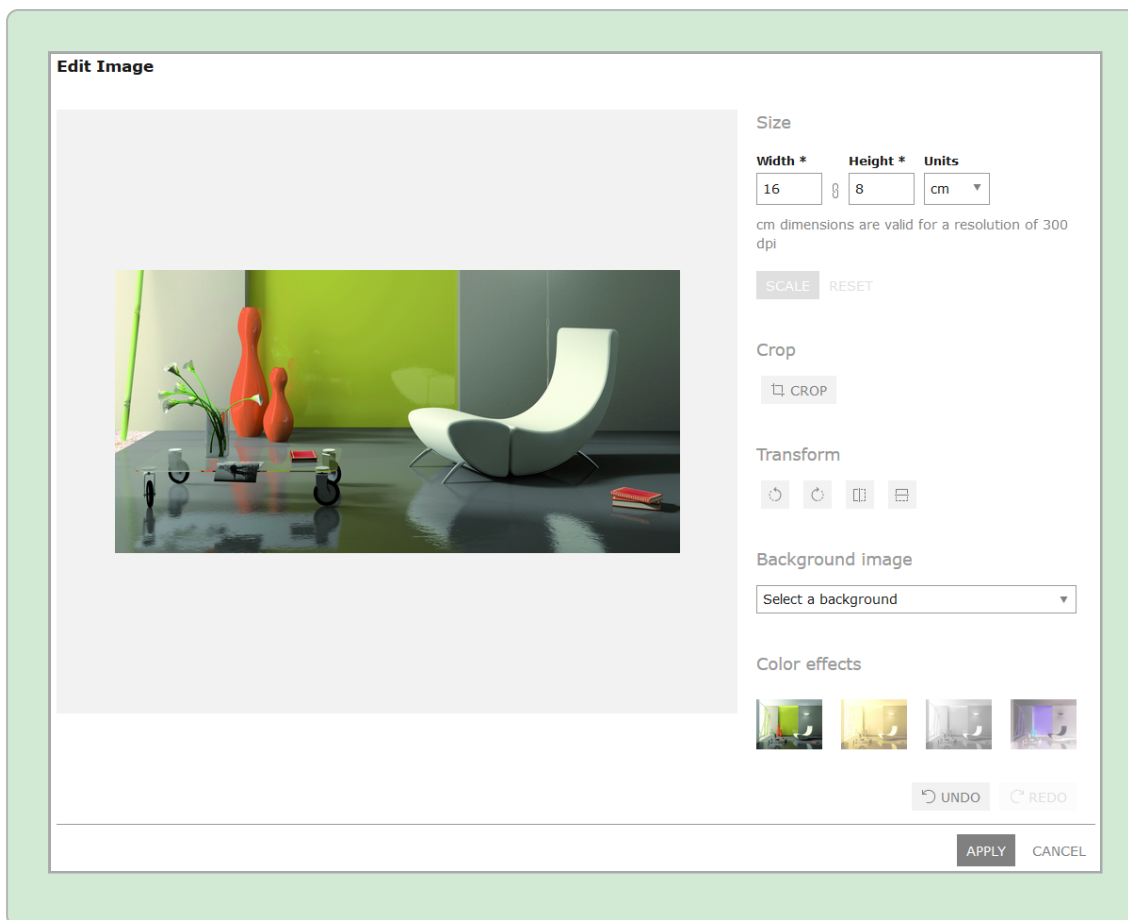 Edit Image
Size
Width * Height * Units
16 8 cm
cm dimensions are valid for a resolution of 300
dpi
SCALE RESET
Crop
CROP
Transform
Background image
Select a background
Color effects
UNDO REDO
APPLY CANCEL